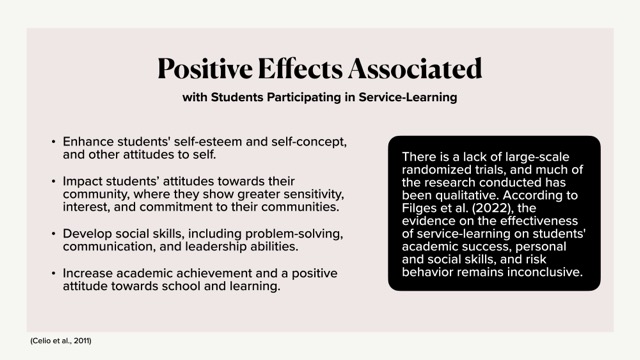 Positive Effects Associated
with Students Participating in Service-Learning
• Enhance students' self-esteem and self-concept,
and other attitudes to self.
• Impact students’ attitudes towards their
community, where they show greater sensitivity,
interest, and commitment to their communities.
• Develop social skills, including problem-solving,
communication, and leadership abilities.
• Increase academic achievement and a positive
attitude towards school and learning.
There is a lack of large-scale
randomized trials, and much of
the research conducted has
been qualitative. According to
Filges et al. (2022), the
evidence on the effectiveness
of service-learning on students'
academic success, personal
and social skills, and risk
behavior remains inconclusive.
(Celio et al., 2011)